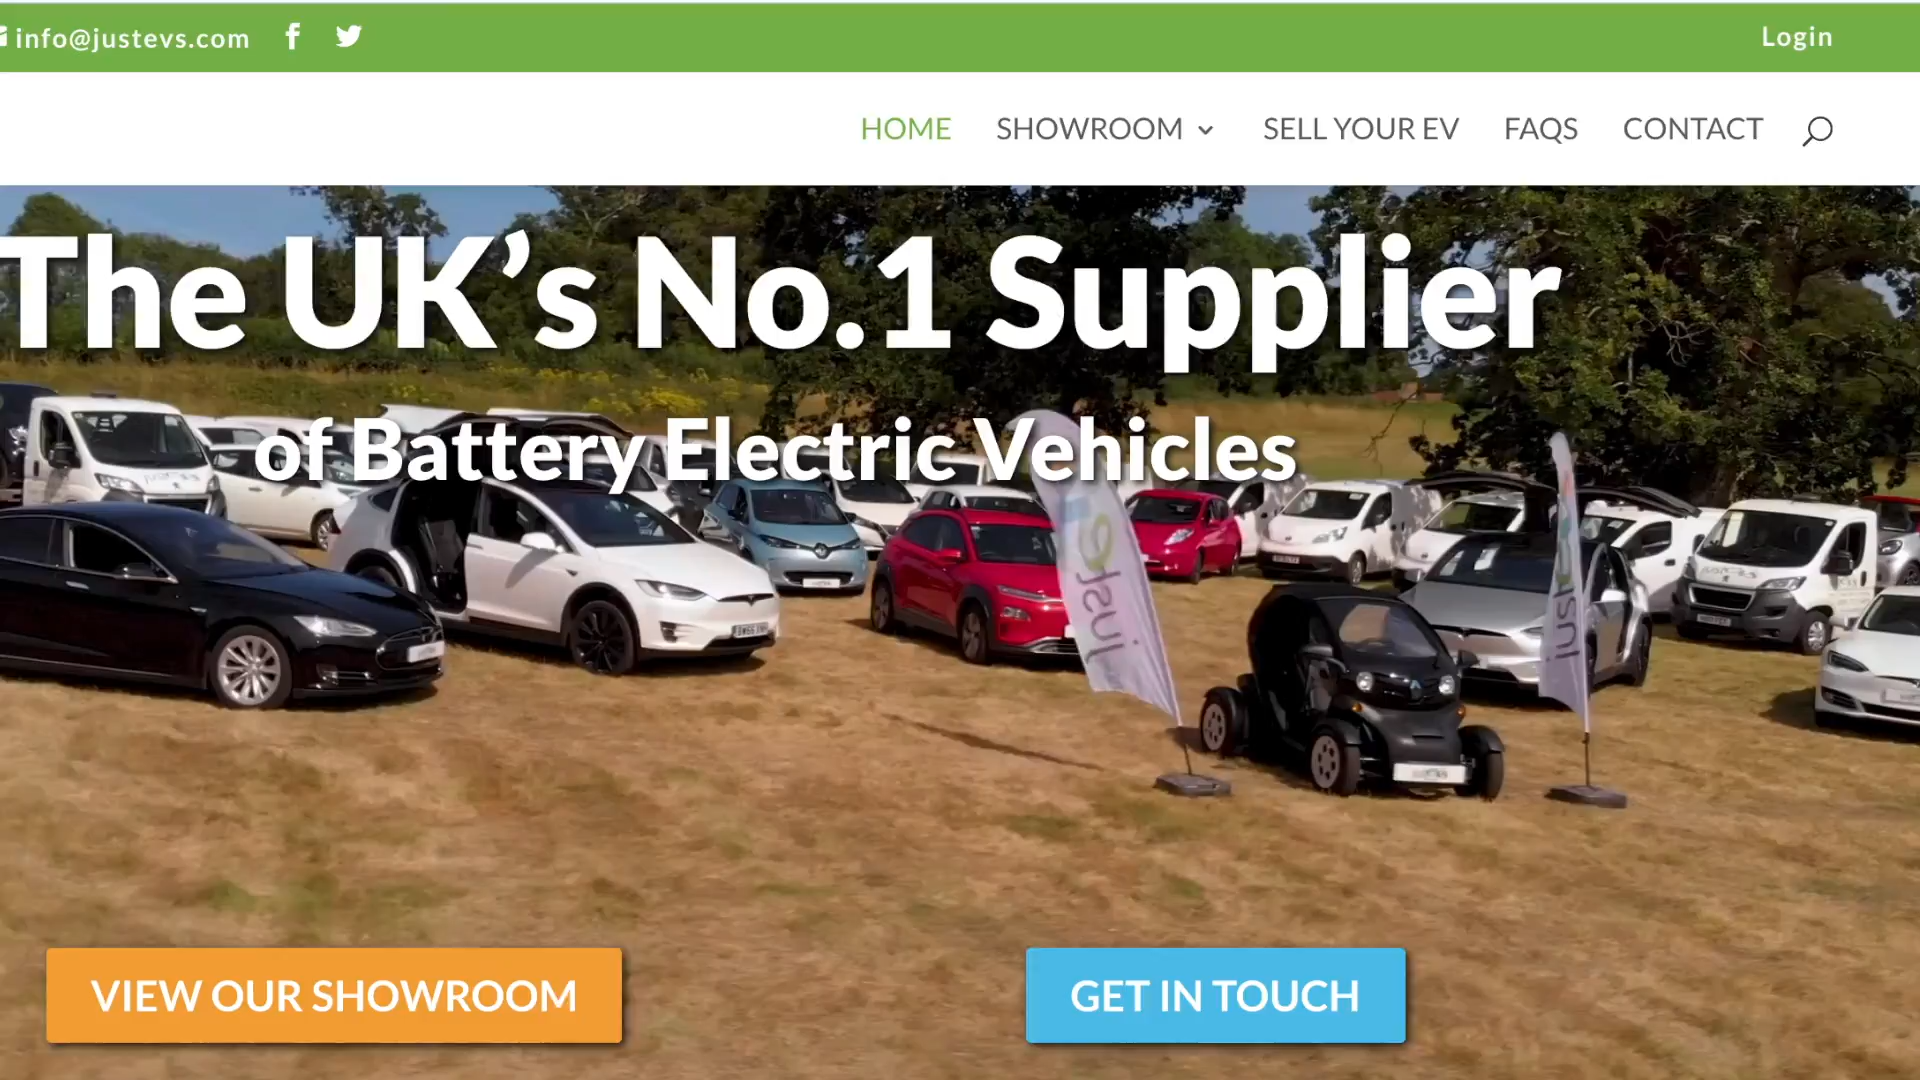 info@justevs.com
Login
HOME
SHOWROOM
SELL YOUR EV
FAQS
CONTACT
The UK’s No.1 Supplier
of Battery Electric Vehicles
VIEW OUR SHOWROOM
GET IN TOUCH